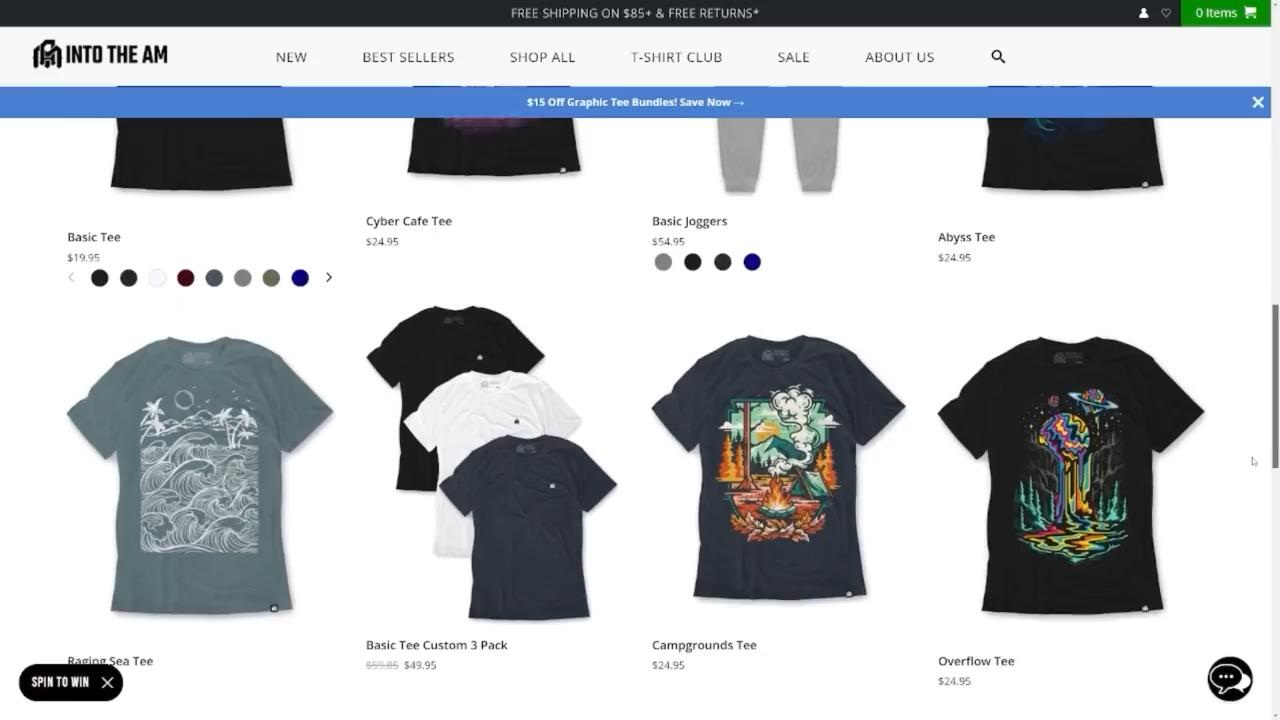 FREE SHIPPING ON $85+ & FREE RETURNS*
0 Items
INTO THE AM
NEW
BEST SELLERS
SHOP ALL
T-SHIRT CLUB
SALE
ABOUT US
$15 Off Graphic Tee Bundles! Save Now →
Basic Tee
$19.95
Cyber Cafe Tee
$24.95
Basic Joggers
$54.95
Abyss Tee
$24.95
Raging Sea Tee
Basic Tee Custom 3 Pack
$59.85 $49.95
Campgrounds Tee
$24.95
Overflow Tee
$24.95
SPIN TO WIN